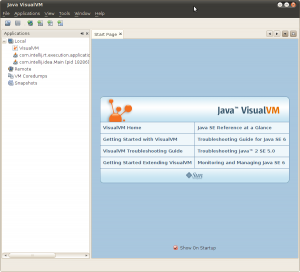 Java VisualVM
File Applications View Tools Window Help
Applications
Start Page
Local
VisualVM
com.intellij.rt.execution.applicatio
com.intellij.idea.Main (pid 10206)
Remote
VM Coredumps
Snapshots
Java™ VisualVM
VisualVM Home
Java SE Reference at a Glance
Getting Started with VisualVM
Troubleshooting Guide for Java SE 6
VisualVM Troubleshooting Guide
Troubleshooting Java™ 2 SE 5.0
Getting Started Extending VisualVM
Monitoring and Managing Java SE 6
Sun
Show On Startup